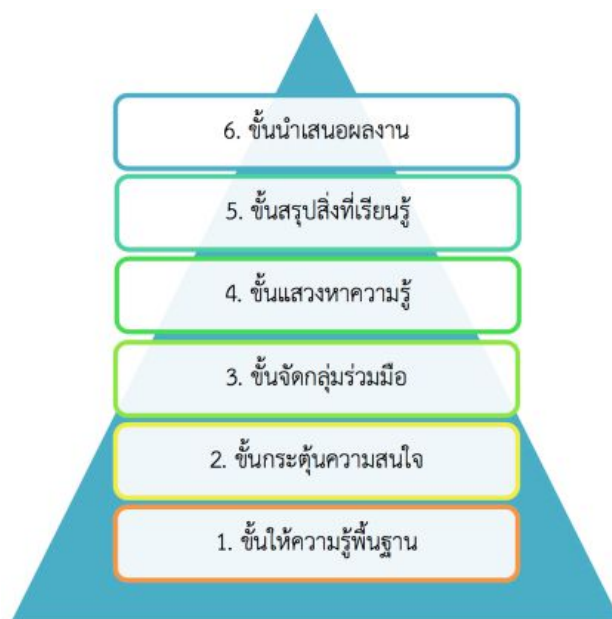 6. ขั้นนำเสนอผลงาน
5. ขั้นสรุปสิ่งที่เรียนรู้
4. ขั้นแสวงหาความรู้
3. ขั้นจัดกลุ่มร่วมมือ
2. ขั้นกระตุ้นความสนใจ
1. ขั้นให้ความรู้พื้นฐาน